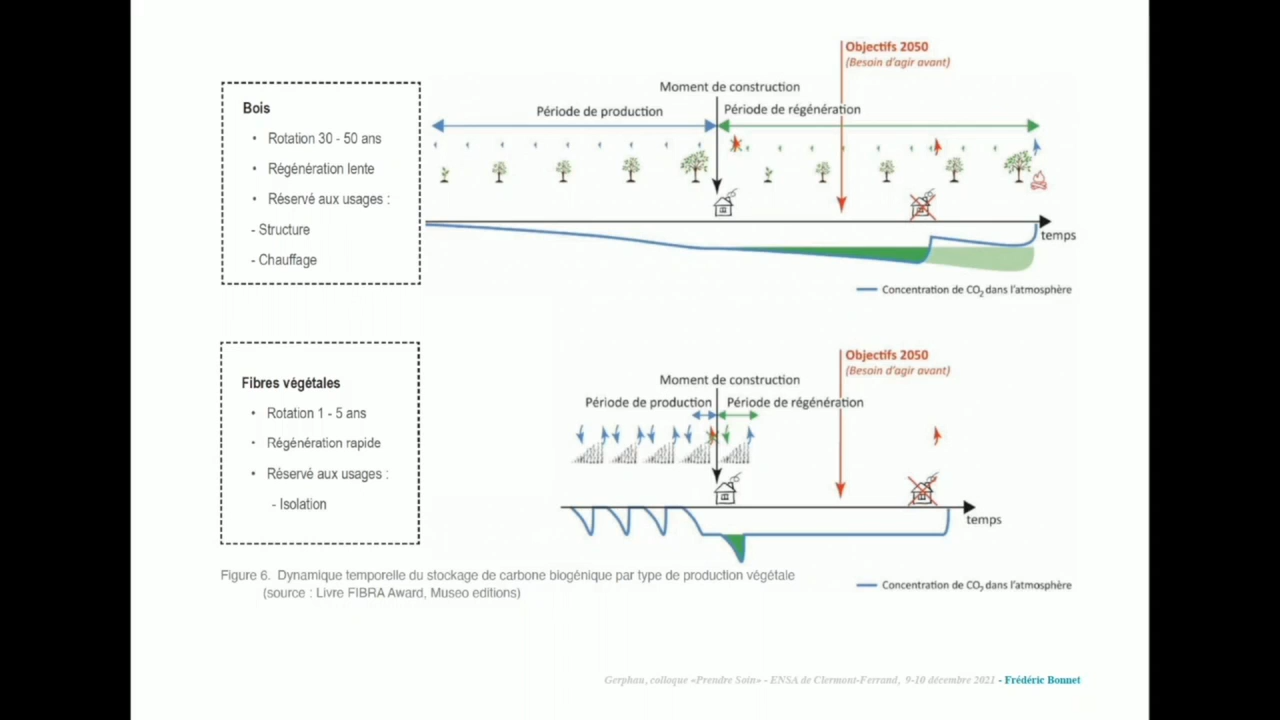 Objectifs 2050
(Besoin d'agir avant)
Moment de construction
Période de production
Période de régénération
Bois
• Rotation 30 - 50 ans
• Régénération lente
• Réservé aux usages :
- Structure
- Chauffage
temps
Concentration de CO2 dans l'atmosphère
Objectifs 2050
(Besoin d'agir avant)
Moment de construction
Période de production
Période de régénération
Fibres végétales
• Rotation 1 - 5 ans
• Régénération rapide
• Réservé aux usages :
- Isolation
temps
Figure 6. Dynamique temporelle du stockage de carbone biogénique par type de production végétale
(source : Livre FIBRA Award, Museo editions)
Concentration de CO2 dans l'atmosphère
Gerphau, colloque «Prendre Soin» - ENSA de Clermont-Ferrand, 9-10 décembre 2021 - Frédéric Bonnet